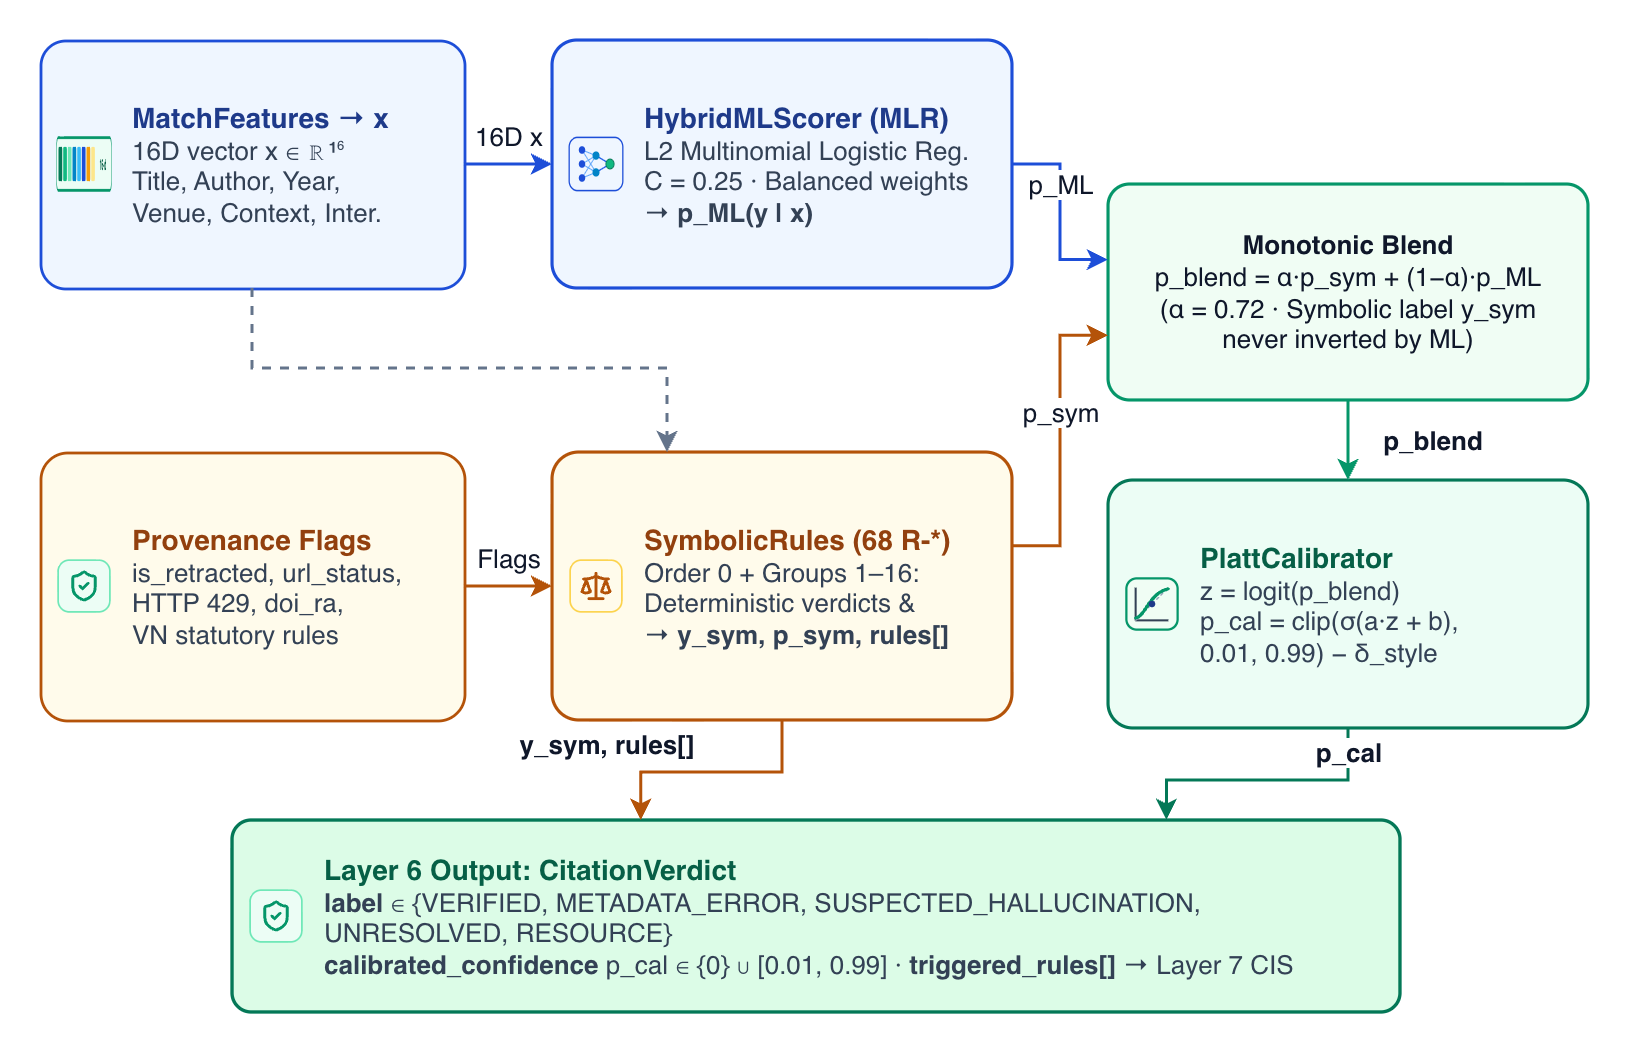 MatchFeatures → x
16D vector x ∈ ℝ ¹⁶
Title, Author, Year,
Venue, Context, Inter.
16D x
HybridMLScorer (MLR)
L2 Multinomial Logistic Reg.
C = 0.25 · Balanced weights
→ p_ML(y | x)
p_ML
Monotonic Blend
p_blend = α·p_sym + (1−α)·p_ML
(α = 0.72 · Symbolic label y_sym
never inverted by ML)
p_sym
p_blend
Provenance Flags
is_retracted, url_status,
HTTP 429, doi_ra,
VN statutory rules
Flags
SymbolicRules (68 R-*)
Order 0 + Groups 1–16:
Deterministic verdicts &
→ y_sym, p_sym, rules[]
PlattCalibrator
z = logit(p_blend)
p_cal = clip(σ(a·z + b),
0.01, 0.99) − δ_style
y_sym, rules[]
p_cal
Layer 6 Output: CitationVerdict
label ∈ {VERIFIED, METADATA_ERROR, SUSPECTED_HALLUCINATION,
UNRESOLVED, RESOURCE}
calibrated_confidence p_cal ∈ {0} ∪ [0.01, 0.99] · triggered_rules[] → Layer 7 CIS